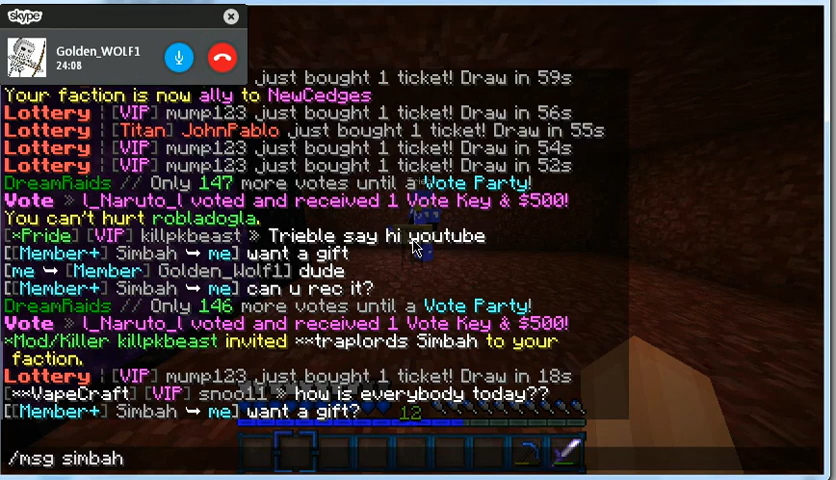 skype
Golden_WOLF1
24:08
just bought 1 ticket! Draw in 59s
Your faction is now ally to NewCedges
Lottery ¦ [VIP] mump123 just bought 1 ticket! Draw in 56s
Lottery ¦ [Titan] JohnPablo just bought 1 ticket! Draw in 55s
Lottery ¦ [VIP] mump123 just bought 1 ticket! Draw in 54s
Lottery ¦ [VIP] mump123 just bought 1 ticket! Draw in 52s
DreamRaids // Only 147 more votes until a Vote Party!
Vote » l_Naruto_l voted and received 1 Vote Key & $500!
You can't hurt robladogla.
[*Pride] [VIP] killpkbeast » Trieble say hi youtube
[[Member+] Simbah → me] want a gift
[me → [Member] Golden_Wolf1] dude
[[Member+] Simbah → me] can u rec it?
DreamRaids // Only 146 more votes until a Vote Party!
Vote » l_Naruto_l voted and received 1 Vote Key & $500!
*Mod/Killer killpkbeast invited **traplords Simbah to your
faction.
Lottery ¦ [VIP] mump123 just bought 1 ticket! Draw in 18s
[**VapeCraft] [VIP] snoo11 » how is everybody today??
[[Member+] Simbah → me] want a gift?
12
/msg simbah